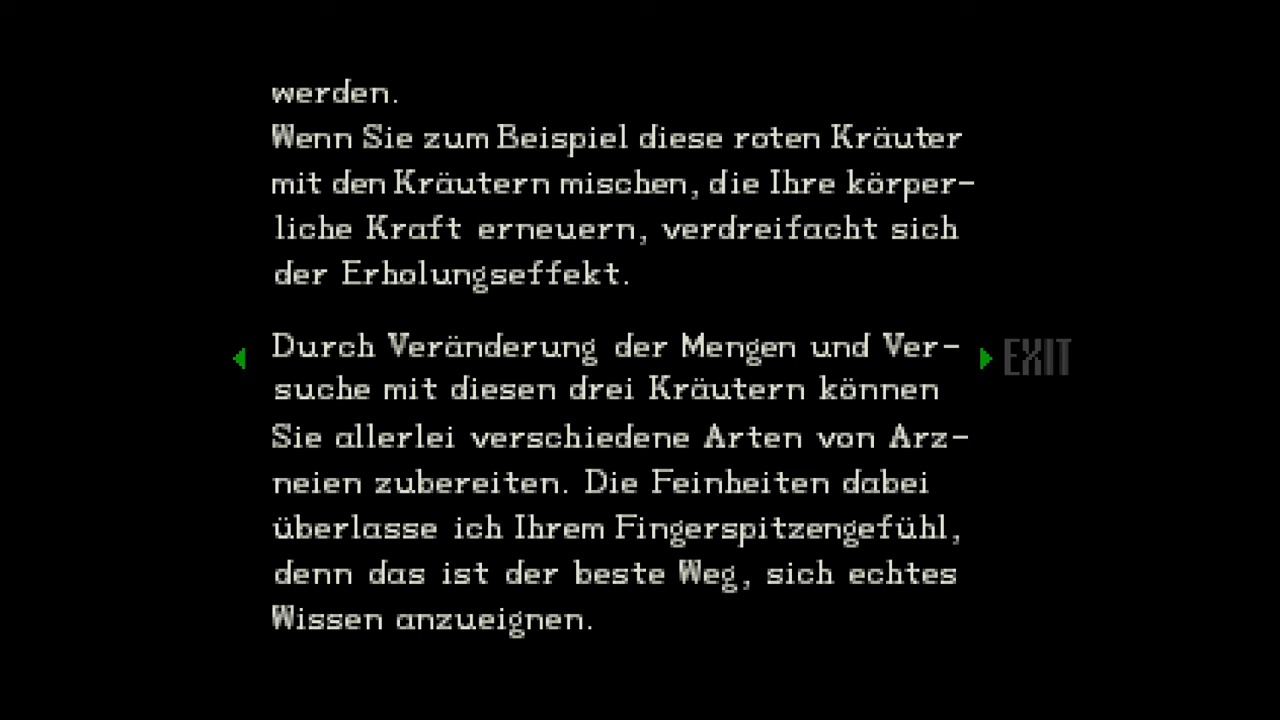 werden.
Wenn Sie zum Beispiel diese roten Kräuter
mit den Kräutern mischen, die Ihre körper-
liche Kraft erneuern, verdreifacht sich
der Erholungseffekt.
Durch Veränderung der Mengen und Ver-
suche mit diesen drei Kräutern können
Sie allerlei verschiedene Arten von Arz-
neien zubereiten. Die Feinheiten dabei
überlasse ich Ihrem Fingerspitzengefühl,
denn das ist der beste Weg, sich echtes
Wissen anzueignen.
EXIT